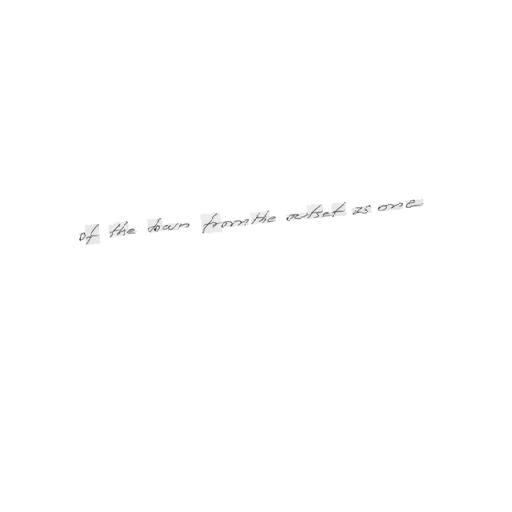 of the town from the outset as one